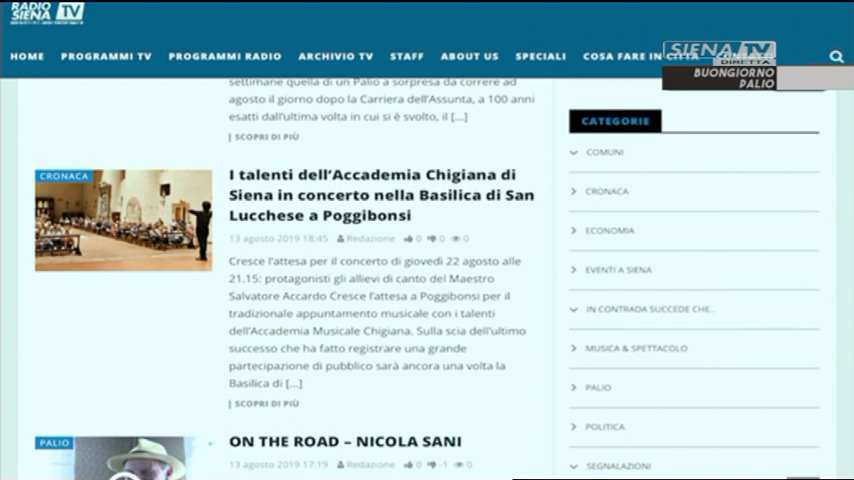 RADIO
SIENA TV
HOME PROGRAMMI TV PROGRAMMI RADIO ARCHIVIO TV STAFF ABOUT US SPECIALI COSA FARE IN CITTÀ
SIENA TV
DIRETTA
BUONGIORNO
PALIO
settimane quella di un Palio a sorpresa da correre ad
agosto il giorno dopo la Carriera dell'Assunta, a 100 anni
esatti dall'ultima volta in cui si è svolto, il [...]
| SCOPRI DI PIÙ
CRONACA
I talenti dell'Accademia Chigiana di
Siena in concerto nella Basilica di San
Lucchese a Poggibonsi
13 agosto 2019 18:45 Redazione 0 0 0
Cresce l'attesa per il concerto di giovedì 22 agosto alle
21.15: protagonisti gli allievi di canto del Maestro
Salvatore Accardo Cresce l'attesa a Poggibonsi per il
tradizionale appuntamento musicale con i talenti
dell'Accademia Musicale Chigiana. Sulla scia dell'ultimo
successo che ha fatto registrare una grande
partecipazione di pubblico sarà ancora una volta la
Basilica di [...]
| SCOPRI DI PIÙ
PALIO
ON THE ROAD – NICOLA SANI
13 agosto 2019 17:19 Redazione 0 -1 0
CATEGORIE
COMUNI
CRONACA
ECONOMIA
EVENTI A SIENA
IN CONTRADA SUCCEDE CHE..
MUSICA & SPETTACOLO
PALIO
POLITICA
SEGNALAZIONI